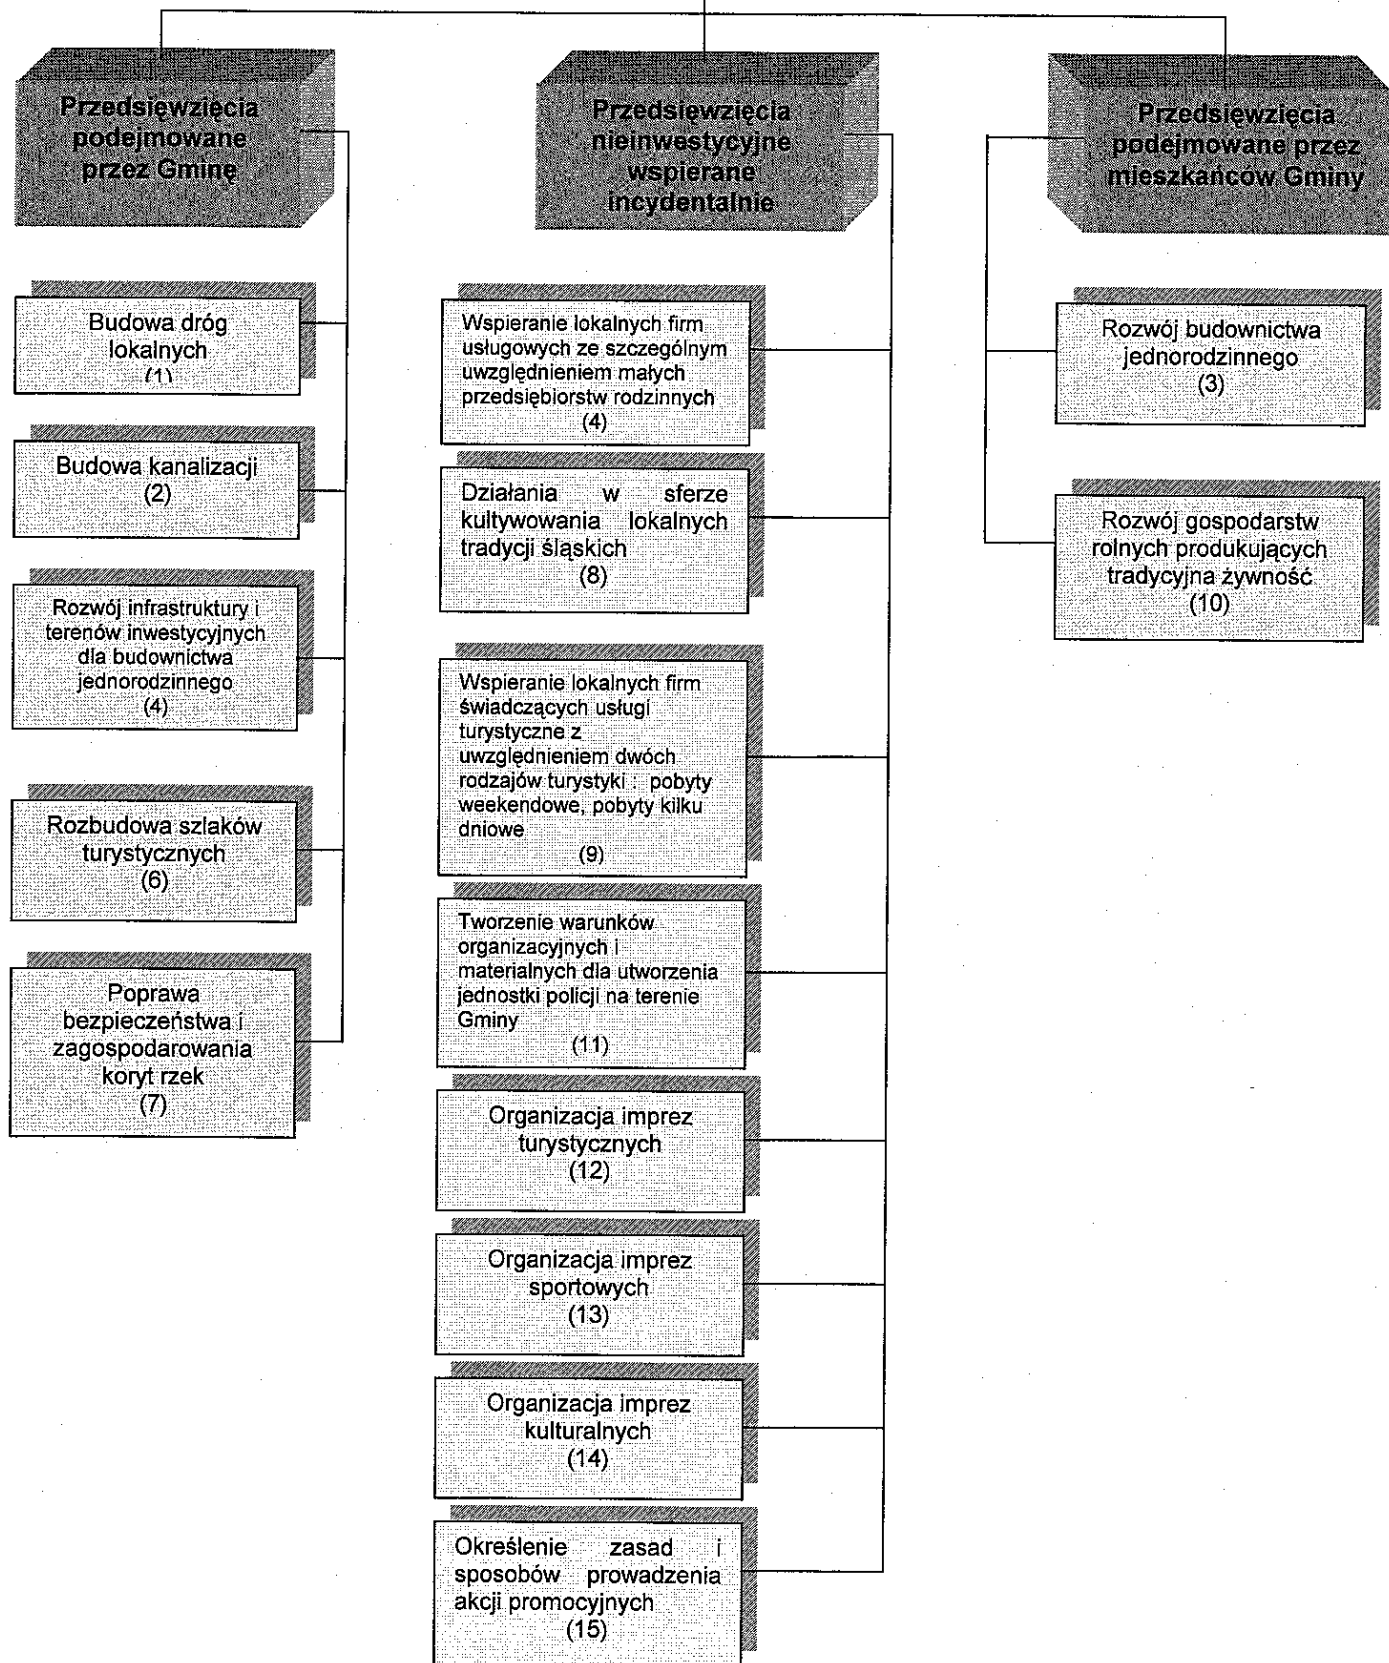 Przedsięwzięcia
podejmowane
przez Gminę
Budowa dróg
lokalnych
(1)
Budowa kanalizacji
(2)
Rozwój infrastruktury i
terenów inwestycyjnych
dla budownictwa
jednorodzinnego
(4)
Rozbudowa szlaków
turystycznych
(6)
Poprawa
bezpieczeństwa i
zagospodarowania
koryt rzek
(7)
Przedsięwzięcia
nieinwestycyjne
wspierane
incydentalnie
Wspieranie lokalnych firm
usługowych ze szczególnym
uwzględnieniem małych
przedsiębiorstw rodzinnych
(4)
Działania w sferze
kultywowania lokalnych
tradycji śląskich
(8)
Wspieranie lokalnych firm
świadczących usługi
turystyczne z
uwzględnieniem dwóch
rodzajów turystyki : pobyty
weekendowe, pobyty kilku
dniowe
(9)
Tworzenie warunków
organizacyjnych i
materialnych dla utworzenia
jednostki policji na terenie
Gminy
(11)
Organizacja imprez
turystycznych
(12)
Organizacja imprez
sportowych
(13)
Organizacja imprez
kulturalnych
(14)
Określenie zasad i
sposobów prowadzenia
akcji promocyjnych
(15)
Przedsięwzięcia
podejmowane przez
mieszkańców Gminy
Rozwój budownictwa
jednorodzinnego
(3)
Rozwój gospodarstw
rolnych produkujących
tradycyjna żywność
(10)